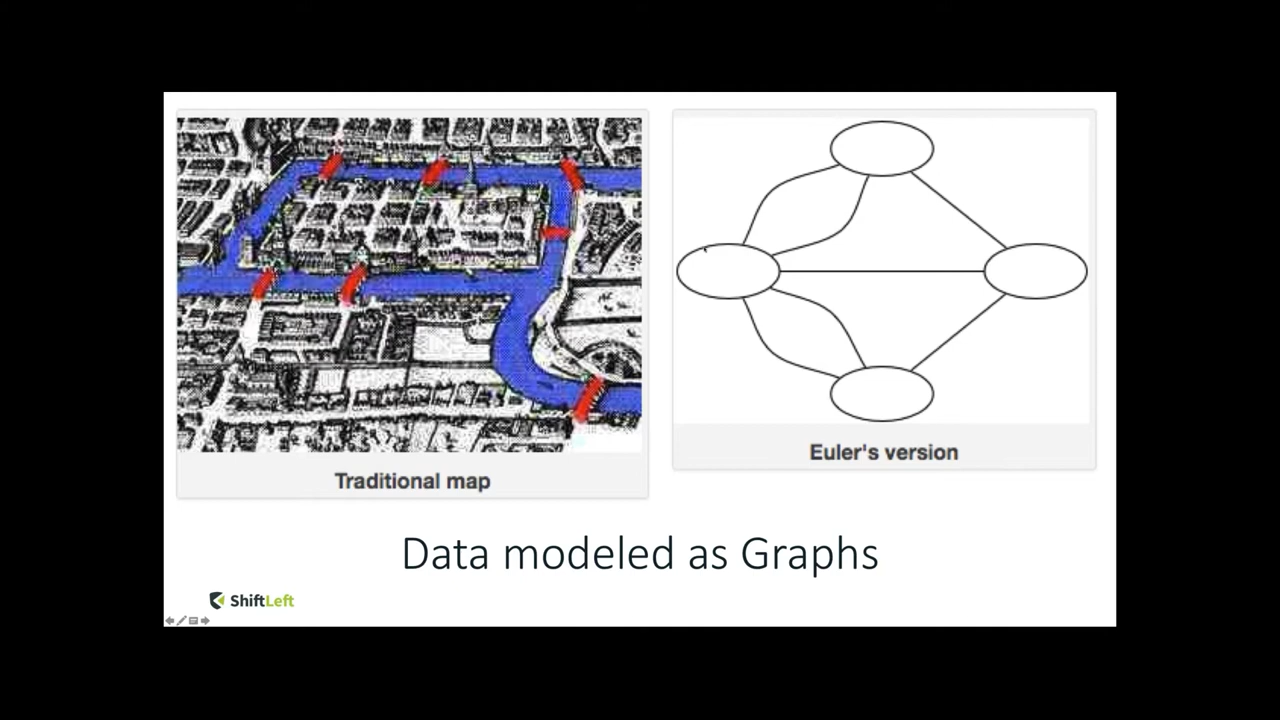 Traditional map
Euler's version
Data modeled as Graphs
ShiftLeft